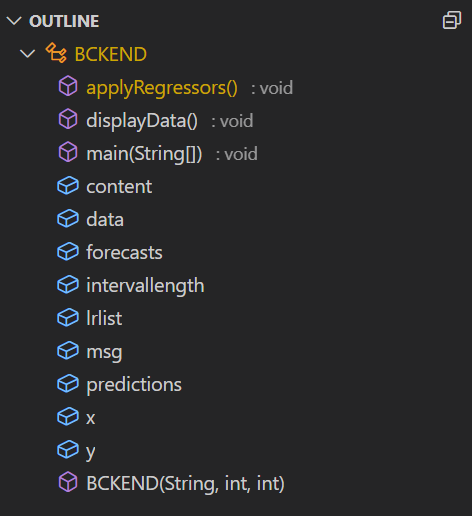 OUTLINE
BCKEND
applyRegressors() : void
displayData() : void
main(String[]) : void
content
data
forecasts
intervallength
lrlist
msg
predictions
x
y
BCKEND(String, int, int)